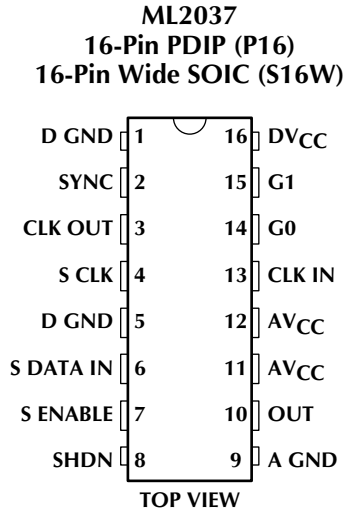 ML2037
16-Pin PDIP (P16)
16-Pin Wide SOIC (S16W)
D GND 1 16 DVCC
SYNC 2 15 G1
CLK OUT 3 14 G0
S CLK 4 13 CLK IN
D GND 5 12 AVCC
S DATA IN 6 11 AVCC
S ENABLE 7 10 OUT
SHDN 8 9 A GND
TOP VIEW